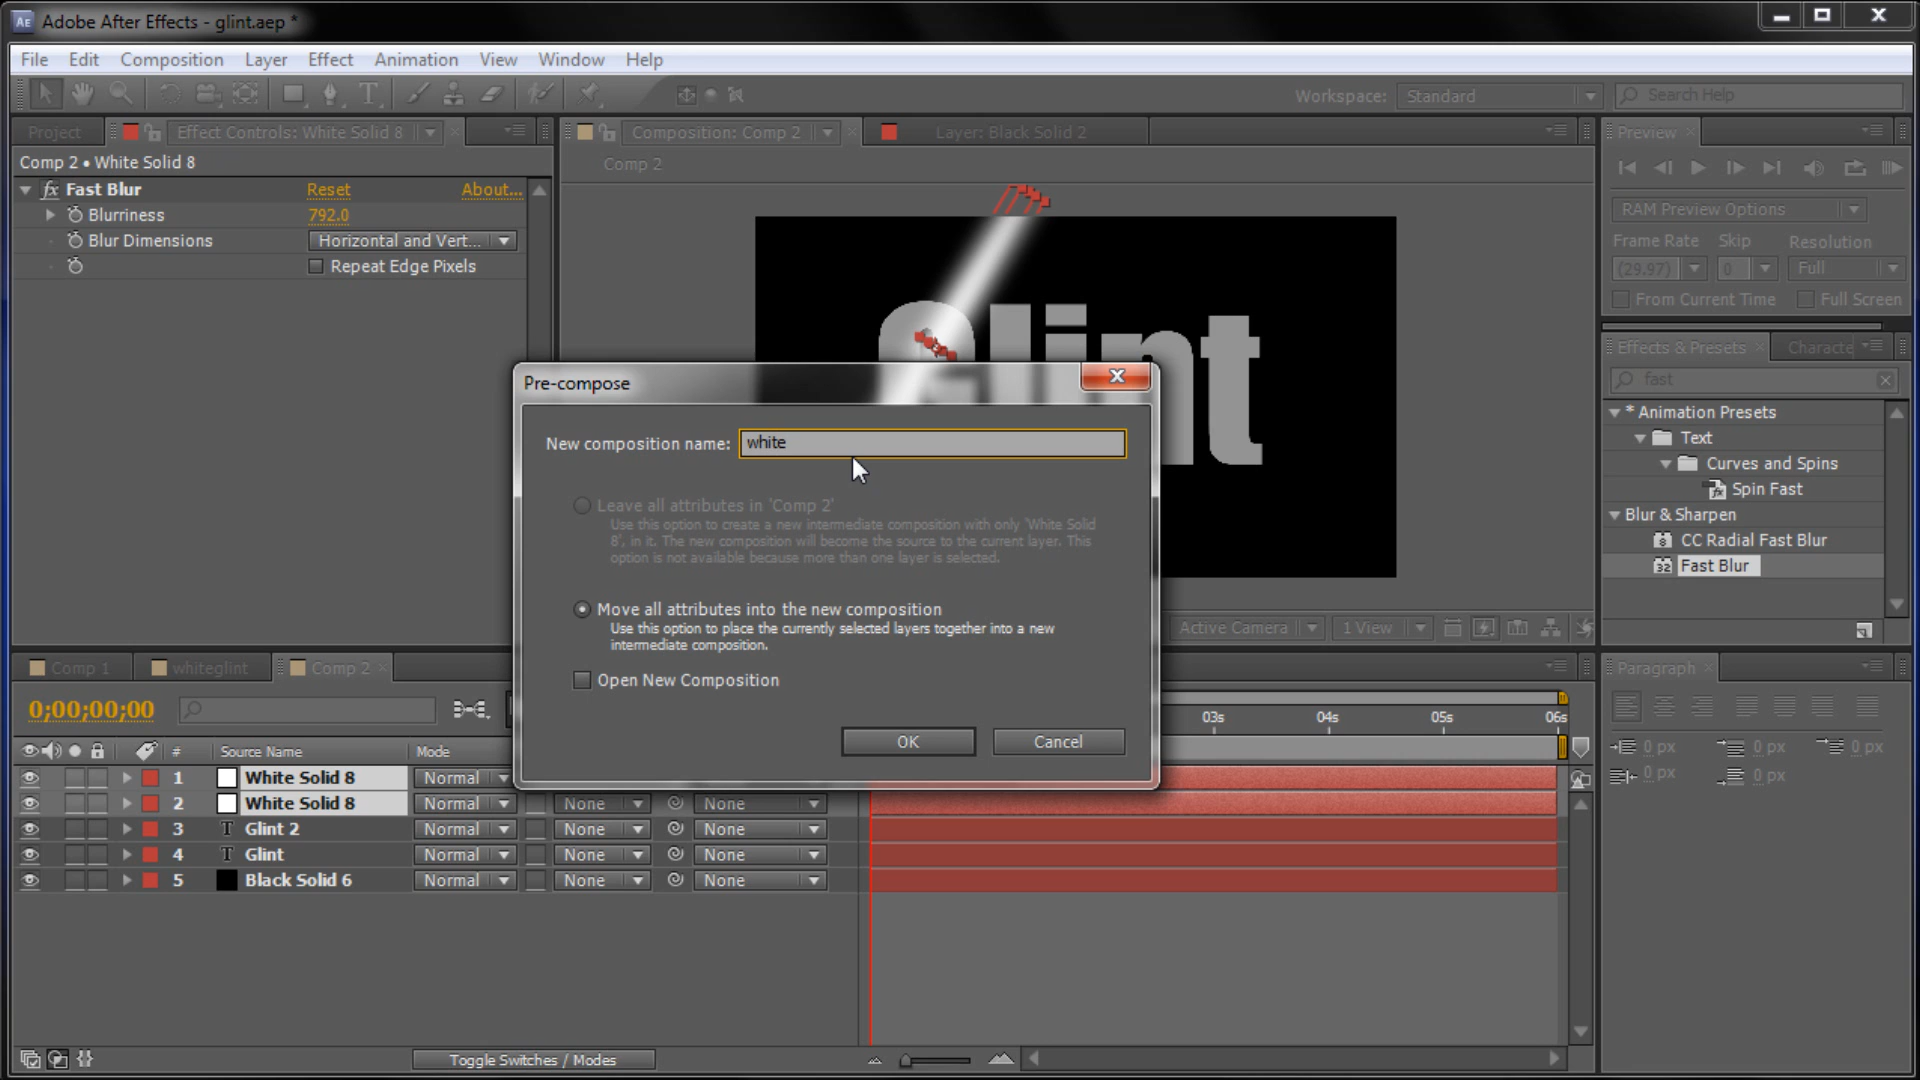 Adobe After Effects - glint.aep *
File Edit Composition Layer Effect Animation View Window Help
Workspace: Standard Search Help
Project Effect Controls: White Solid 8 Composition: Comp 2 Layer: Black Solid 2 Preview
Comp 2 • White Solid 8
Comp 2
fx Fast Blur Reset About...
Blurriness 792.0
Blur Dimensions Horizontal and Vert...
Repeat Edge Pixels
RAM Preview Options
Frame Rate Skip Resolution
(29.97) 0 Full
From Current Time Full Screen
Effects & Presets Characte
fast
* Animation Presets
Text
Curves and Spins
Spin Fast
Blur & Sharpen
CC Radial Fast Blur
Fast Blur
Glint
Pre-compose
New composition name: white
Leave all attributes in 'Comp 2'
Use this option to create a new intermediate composition with only 'White Solid
8', in it. The new composition will become the source to the current layer. This
option is not available because more than one layer is selected.
Move all attributes into the new composition
Use this option to place the currently selected layers together into a new
intermediate composition.
Open New Composition
OK Cancel
Active Camera 1 View
Comp 1 whiteglint Comp 2
Paragraph
0;00;00;00
03s 04s 05s 06s
# Source Name Mode
1 White Solid 8 Normal
2 White Solid 8 Normal None None
3 T Glint 2 Normal None None
4 T Glint Normal None None
5 Black Solid 6 Normal None None
0 px 0 px 0 px
0 px 0 px
Toggle Switches / Modes